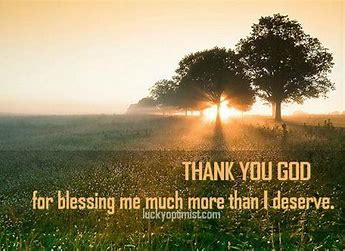 THANK YOU GOD
for blessing me much more than I deserve.
luckyoptimist.com